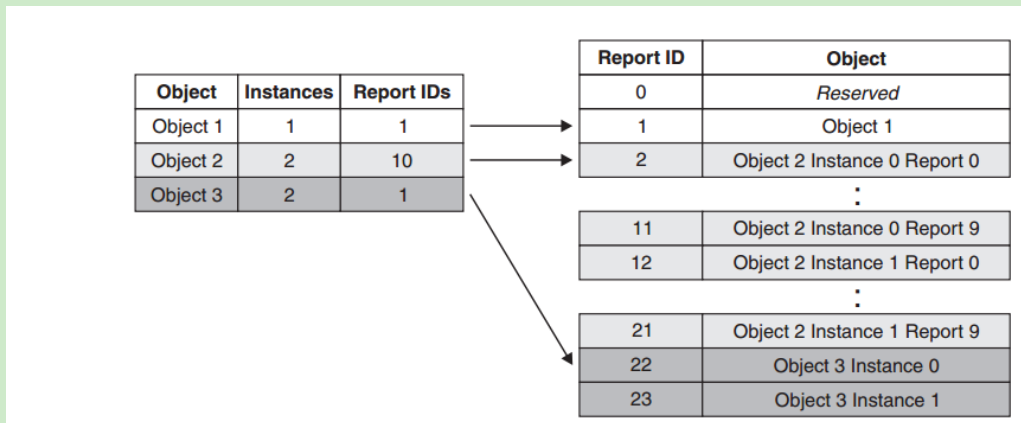 Object Instances Report IDs
Object 1 1 1
Object 2 2 10
Object 3 2 1
Report ID Object
0 Reserved
1 Object 1
2 Object 2 Instance 0 Report 0
:
11 Object 2 Instance 0 Report 9
12 Object 2 Instance 1 Report 0
:
21 Object 2 Instance 1 Report 9
22 Object 3 Instance 0
23 Object 3 Instance 1